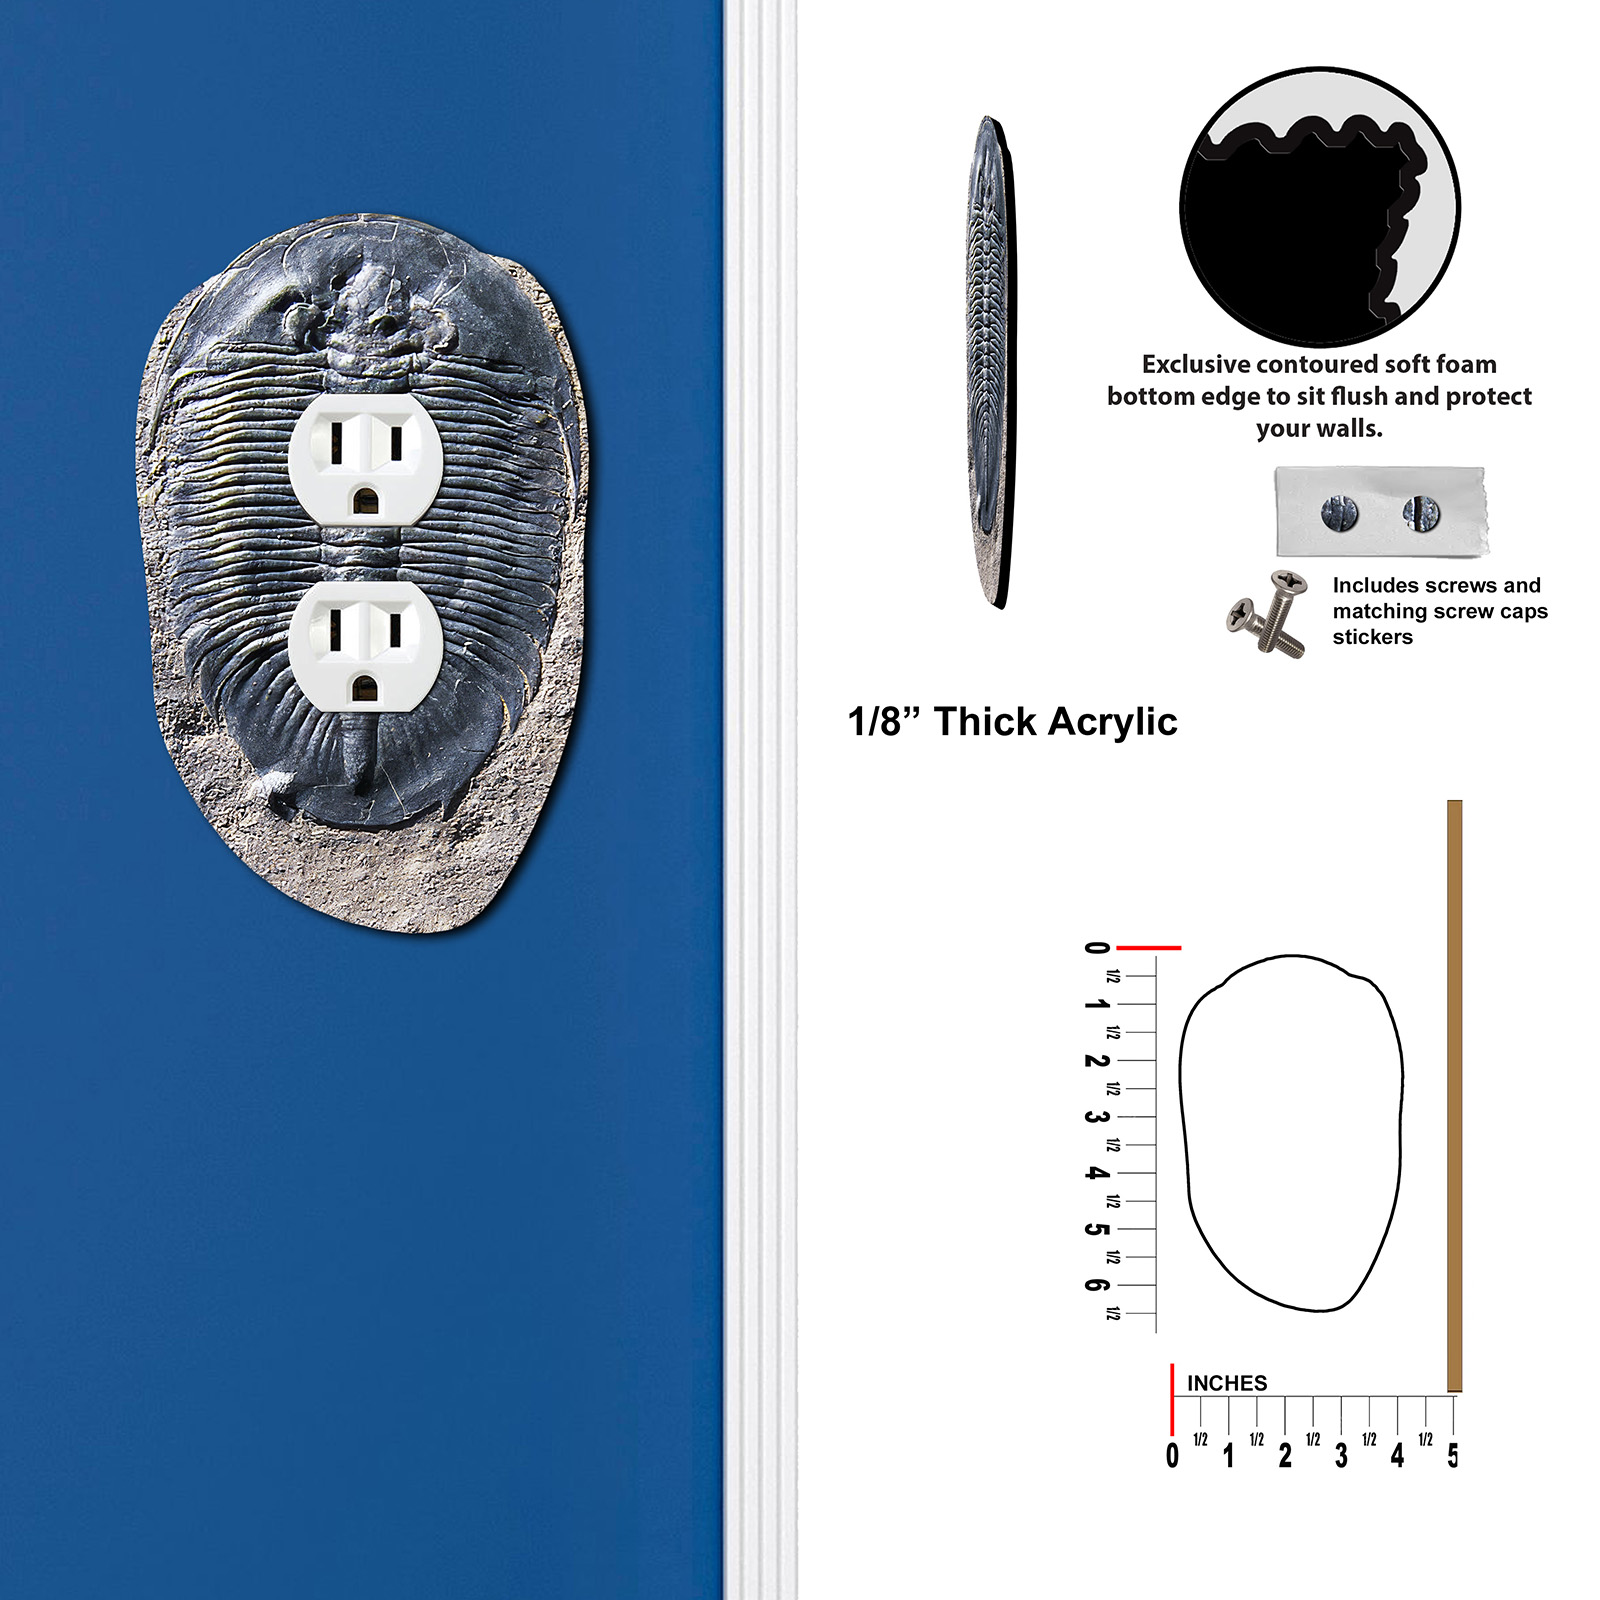 Exclusive contoured soft foam
bottom edge to sit flush and protect
your walls.
Includes screws and
matching screw caps
stickers
1/8” Thick Acrylic
0
1/2
1
1/2
2
1/2
3
1/2
4
1/2
5
1/2
6
1/2
INCHES
0 1/2 1 1/2 2 1/2 3 1/2 4 1/2 5